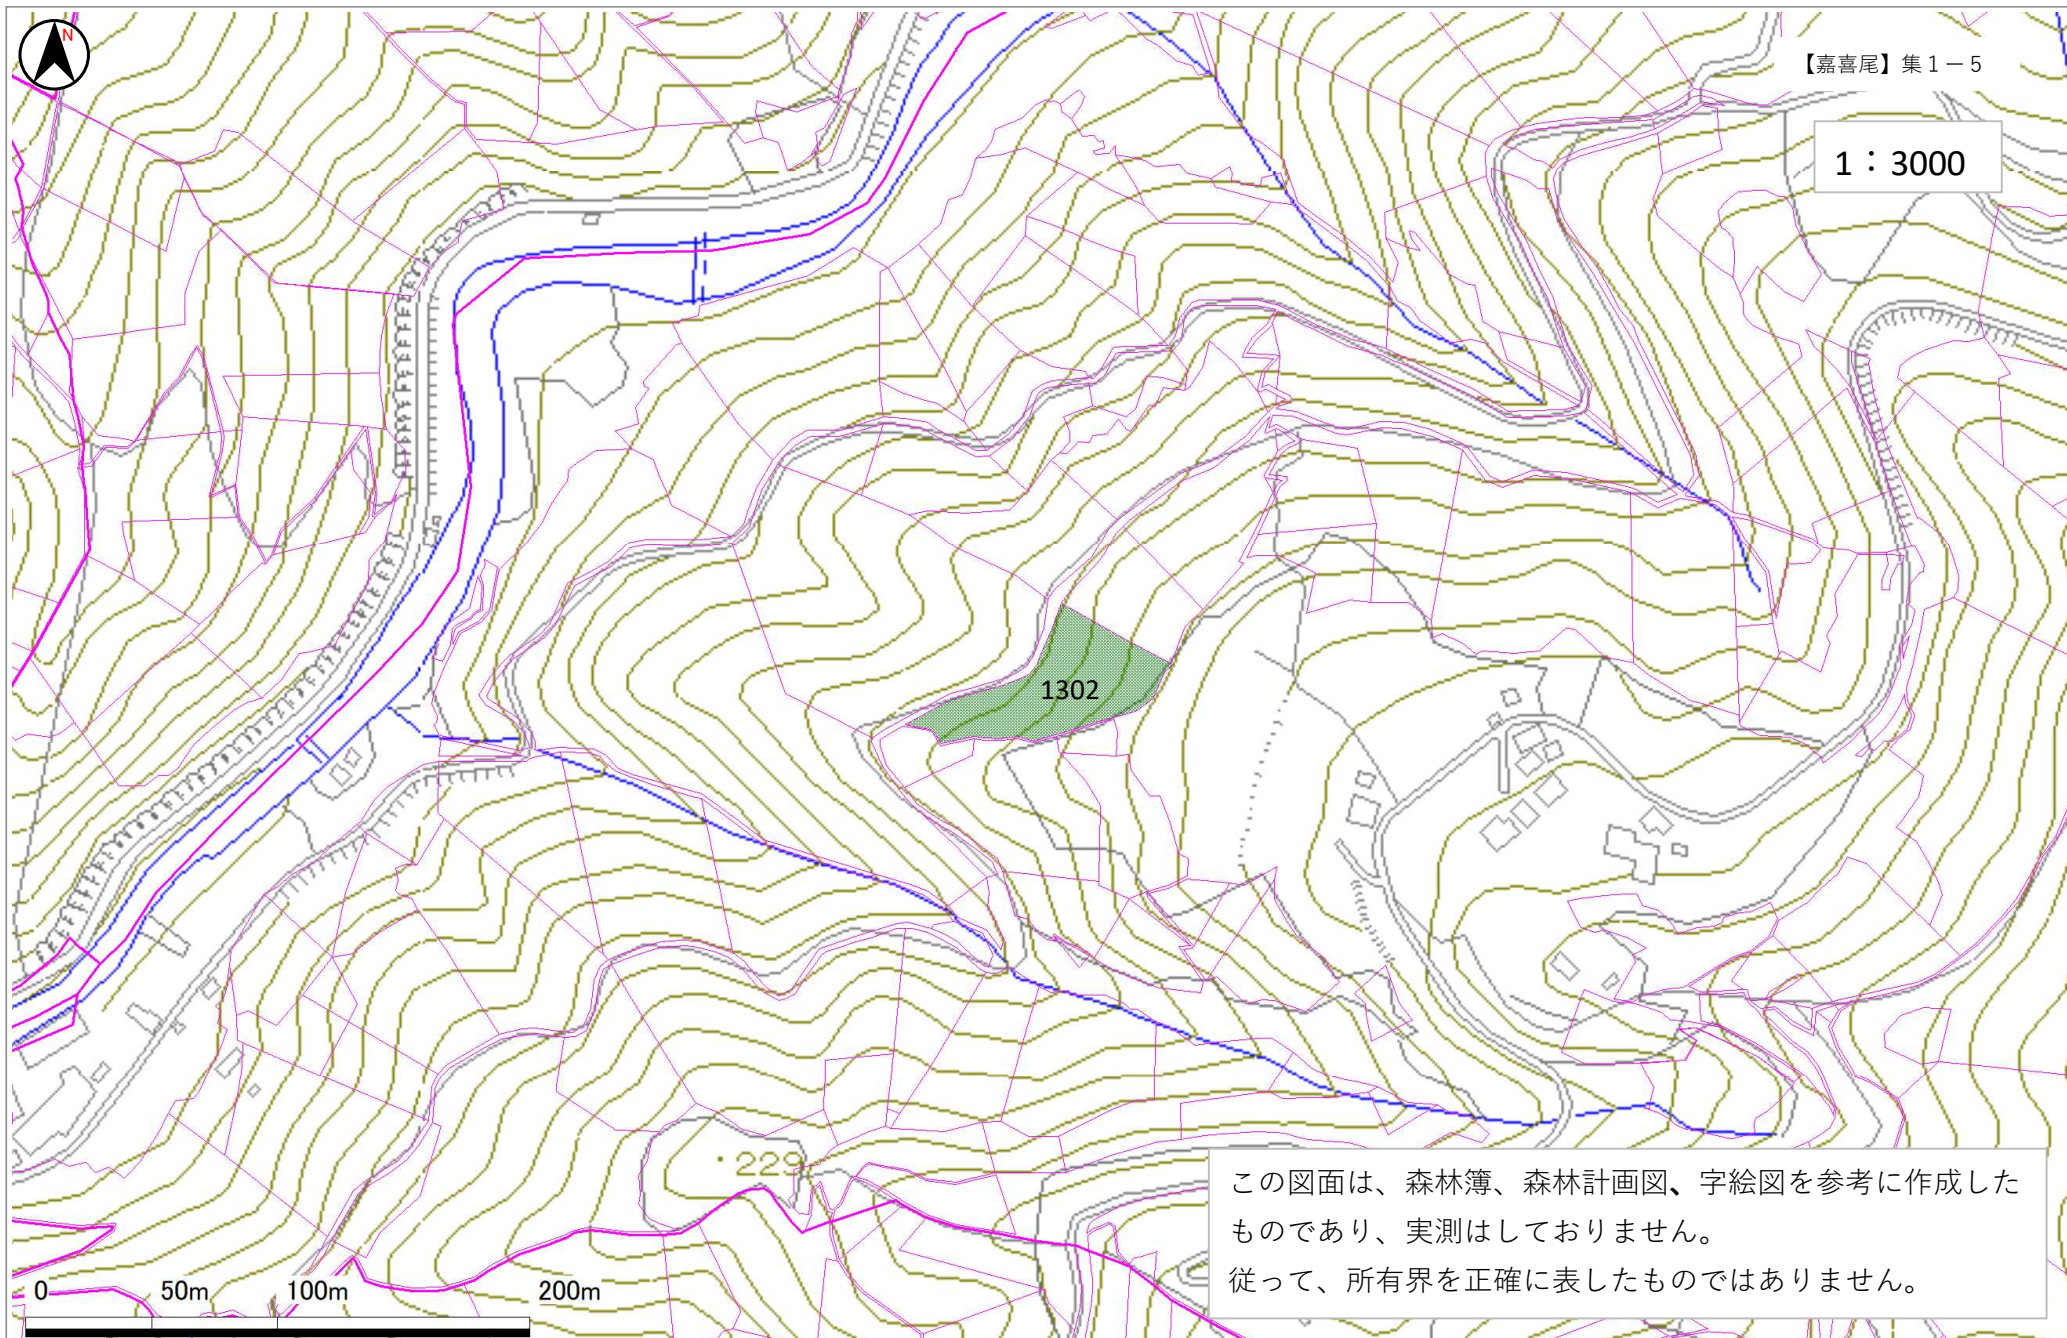 N
【嘉喜尾】集1－5
1：3000
1302
・229
この図面は、森林簿、森林計画図、字絵図を参考に作成した
ものであり、実測はしておりません。
従って、所有界を正確に表したものではありません。
0 50m 100m 200m